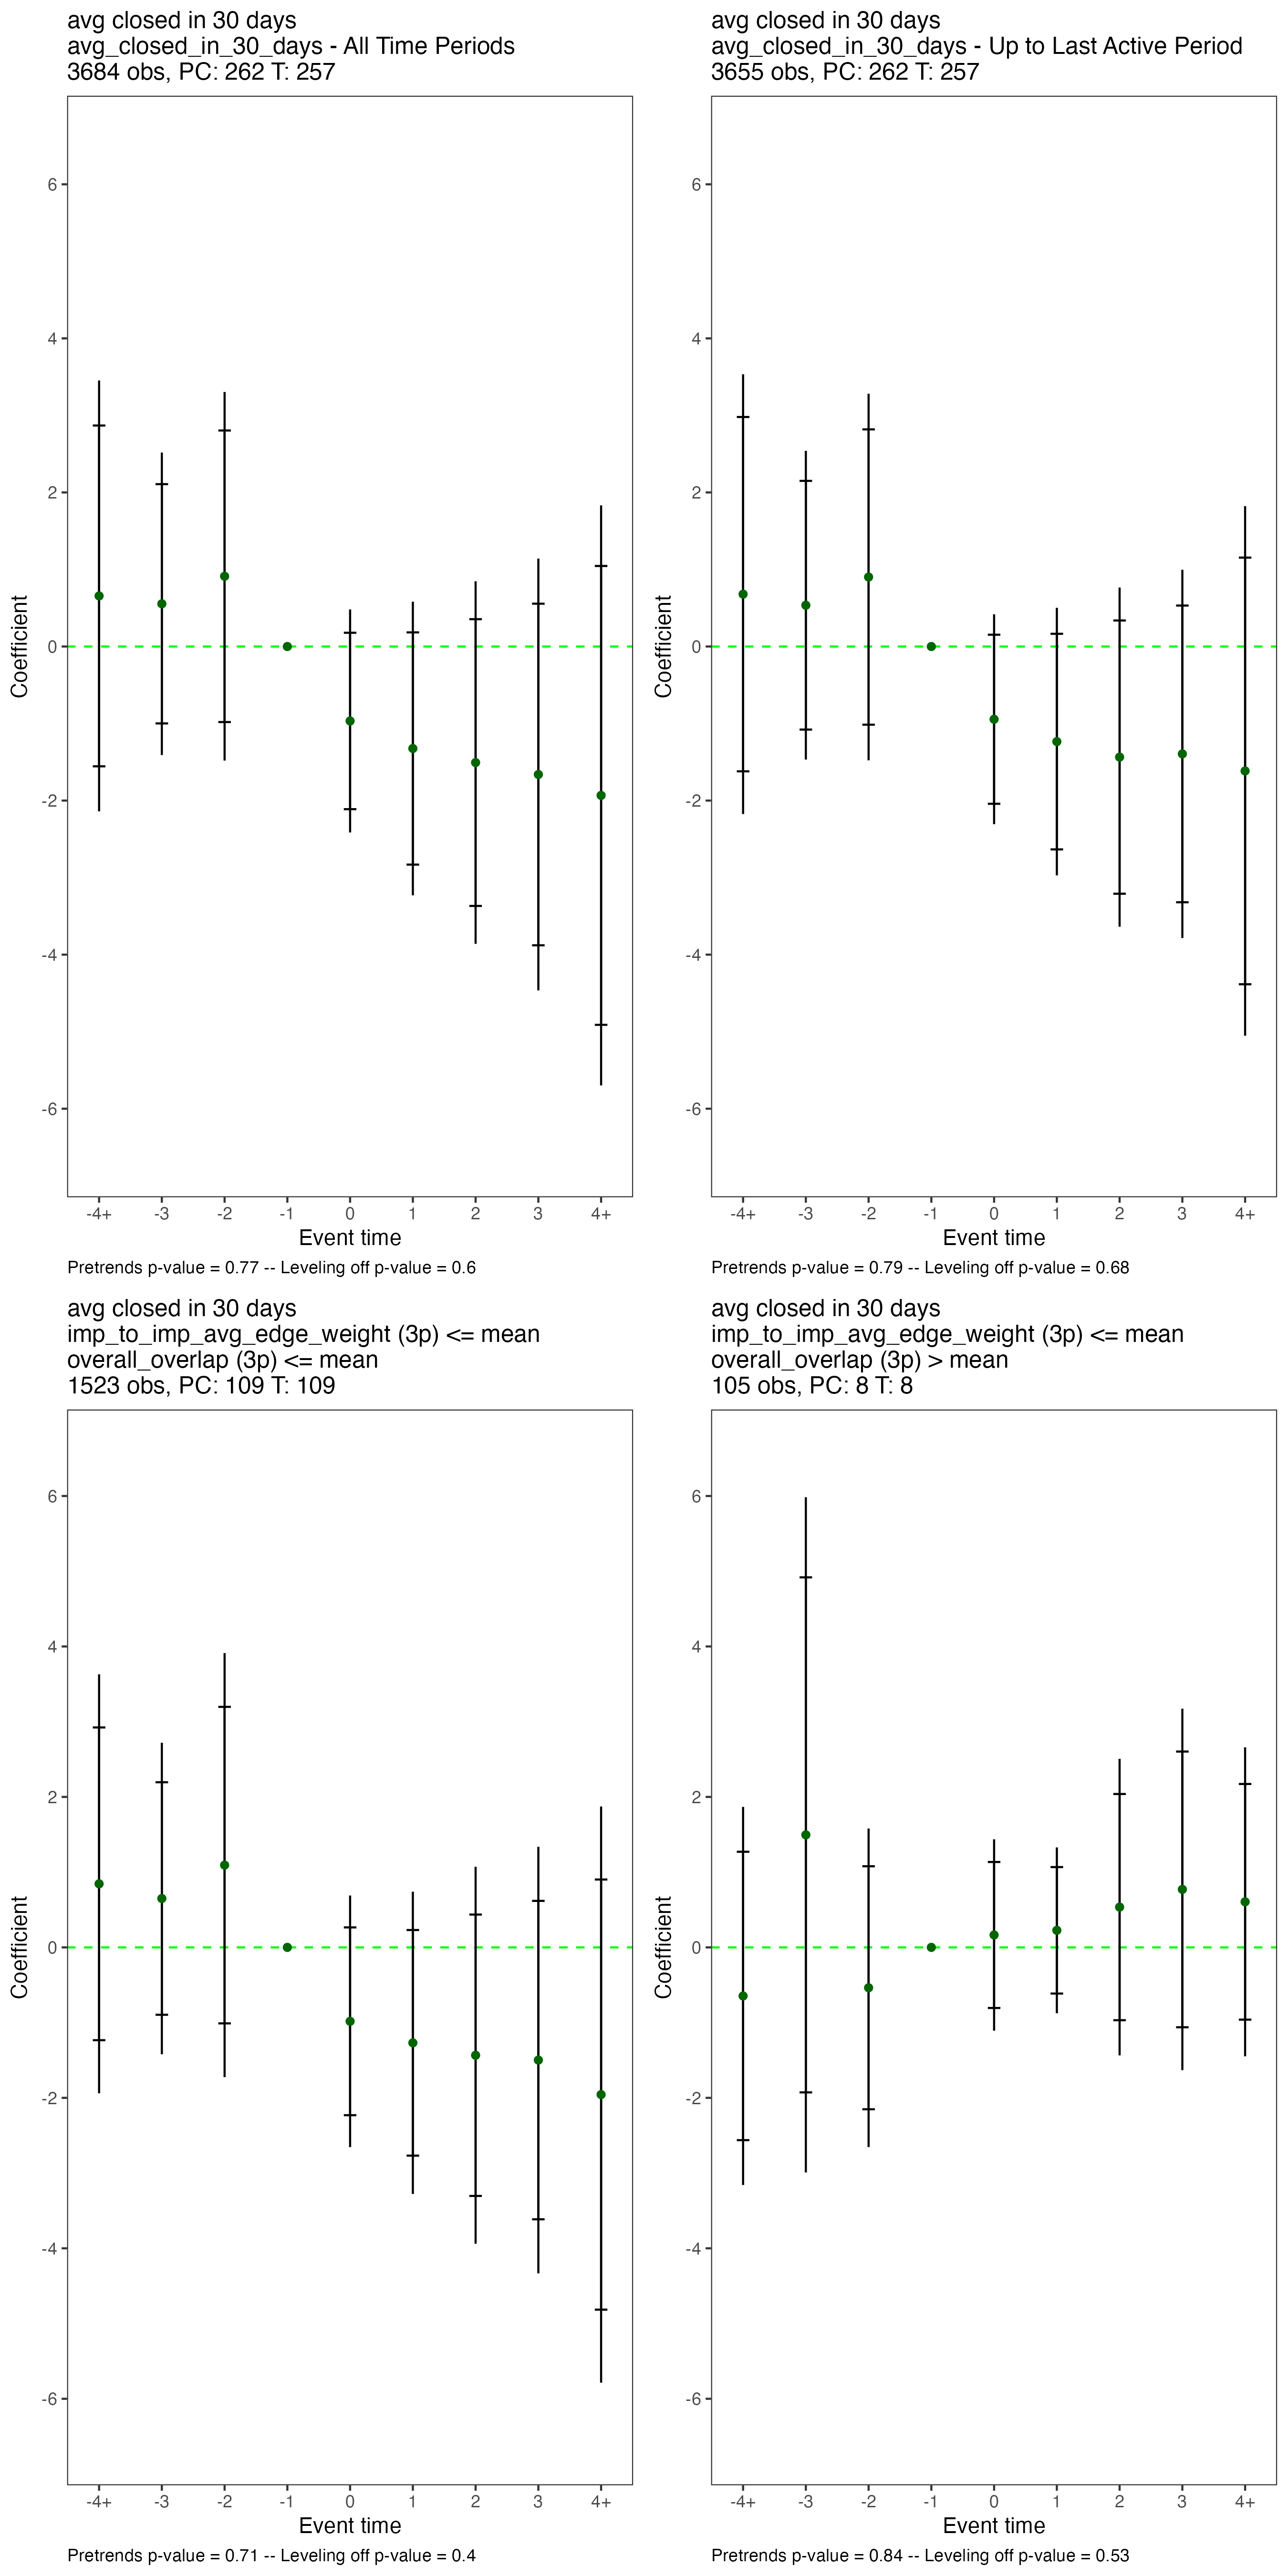 avg closed in 30 days
avg_closed_in_30_days - All Time Periods
3684 obs, PC: 262 T: 257
6
4
2
0
-2
-4
-6
Coefficient
-4+ -3 -2 -1 0 1 2 3 4+
Event time
Pretrends p-value = 0.77 -- Leveling off p-value = 0.6
avg closed in 30 days
avg_closed_in_30_days - Up to Last Active Period
3655 obs, PC: 262 T: 257
6
4
2
0
-2
-4
-6
Coefficient
-4+ -3 -2 -1 0 1 2 3 4+
Event time
Pretrends p-value = 0.79 -- Leveling off p-value = 0.68
avg closed in 30 days
imp_to_imp_avg_edge_weight (3p) <= mean
overall_overlap (3p) <= mean
1523 obs, PC: 109 T: 109
6
4
2
0
-2
-4
-6
Coefficient
-4+ -3 -2 -1 0 1 2 3 4+
Event time
Pretrends p-value = 0.71 -- Leveling off p-value = 0.4
avg closed in 30 days
imp_to_imp_avg_edge_weight (3p) <= mean
overall_overlap (3p) > mean
105 obs, PC: 8 T: 8
6
4
2
0
-2
-4
-6
Coefficient
-4+ -3 -2 -1 0 1 2 3 4+
Event time
Pretrends p-value = 0.84 -- Leveling off p-value = 0.53